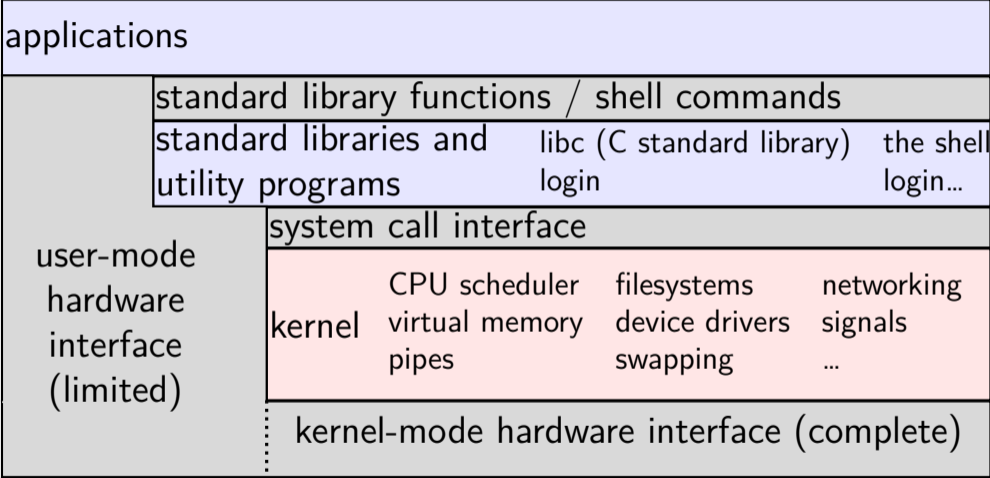 applications
standard library functions / shell commands
standard libraries and
utility programs
libc (C standard library)
login
the shell
login…
system call interface
user-mode
hardware
interface
(limited)
kernel
CPU scheduler
virtual memory
pipes
filesystems
device drivers
swapping
networking
signals
…
kernel-mode hardware interface (complete)